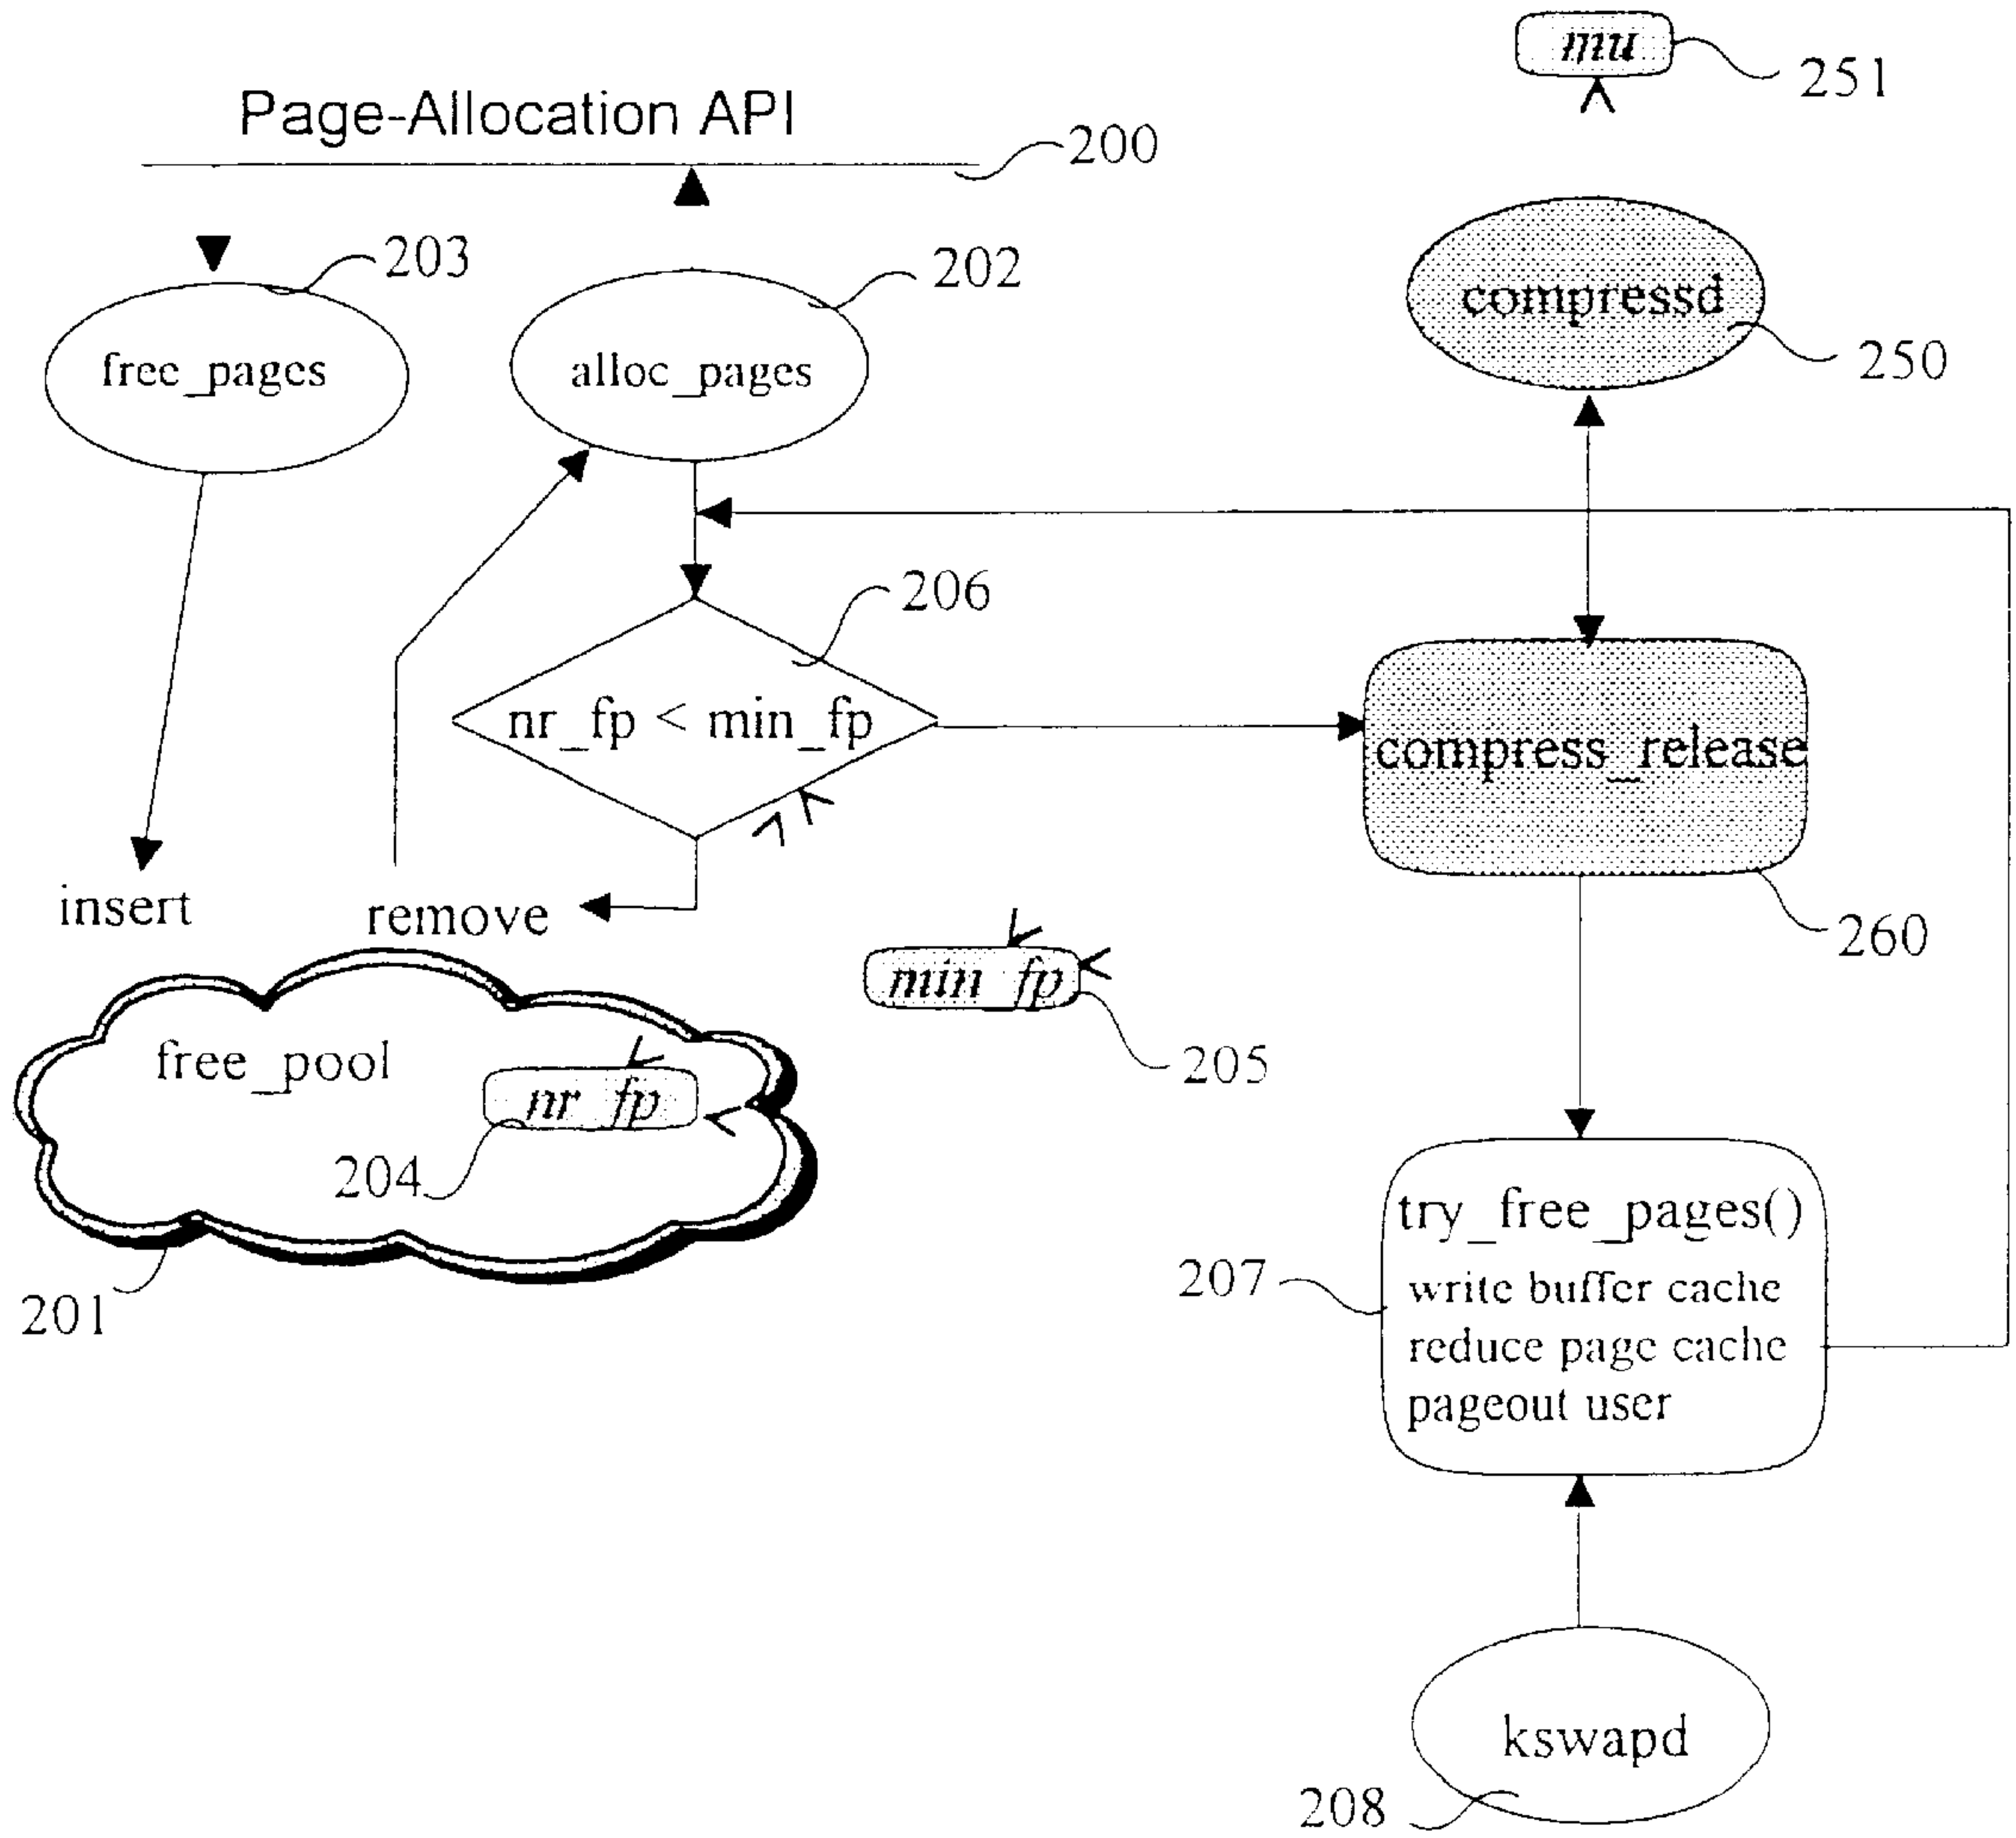 mu
251
Page-Allocation API
200
203
202
compressd
250
free_pages
alloc_pages
206
nr_fp < min_fp
compress_release
insert
remove
260
min_fp
205
free_pool
nr_fp
204
201
try_free_pages()
207
write buffer cache
reduce page cache
pageout user
kswapd
208